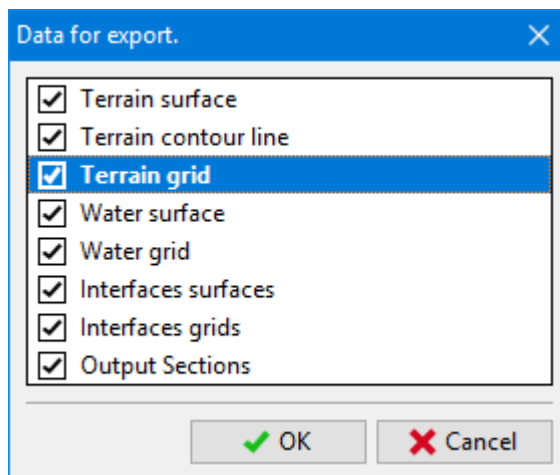 Data for export.
Terrain surface
Terrain contour line
Terrain grid
Water surface
Water grid
Interfaces surfaces
Interfaces grids
Output Sections
OK
Cancel